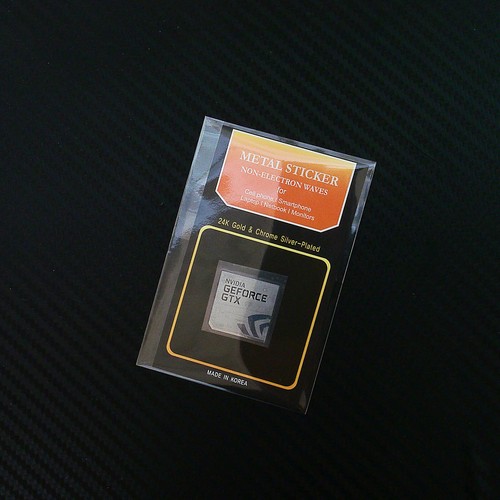 METAL STICKER
NON-ELECTRON WAVES
for
Cell phone / Smartphone
Laptop / Netbook / Monitors
24K Gold & Chrome Silver-Plated
NVIDIA
GEFORCE
GTX
MADE IN KOREA